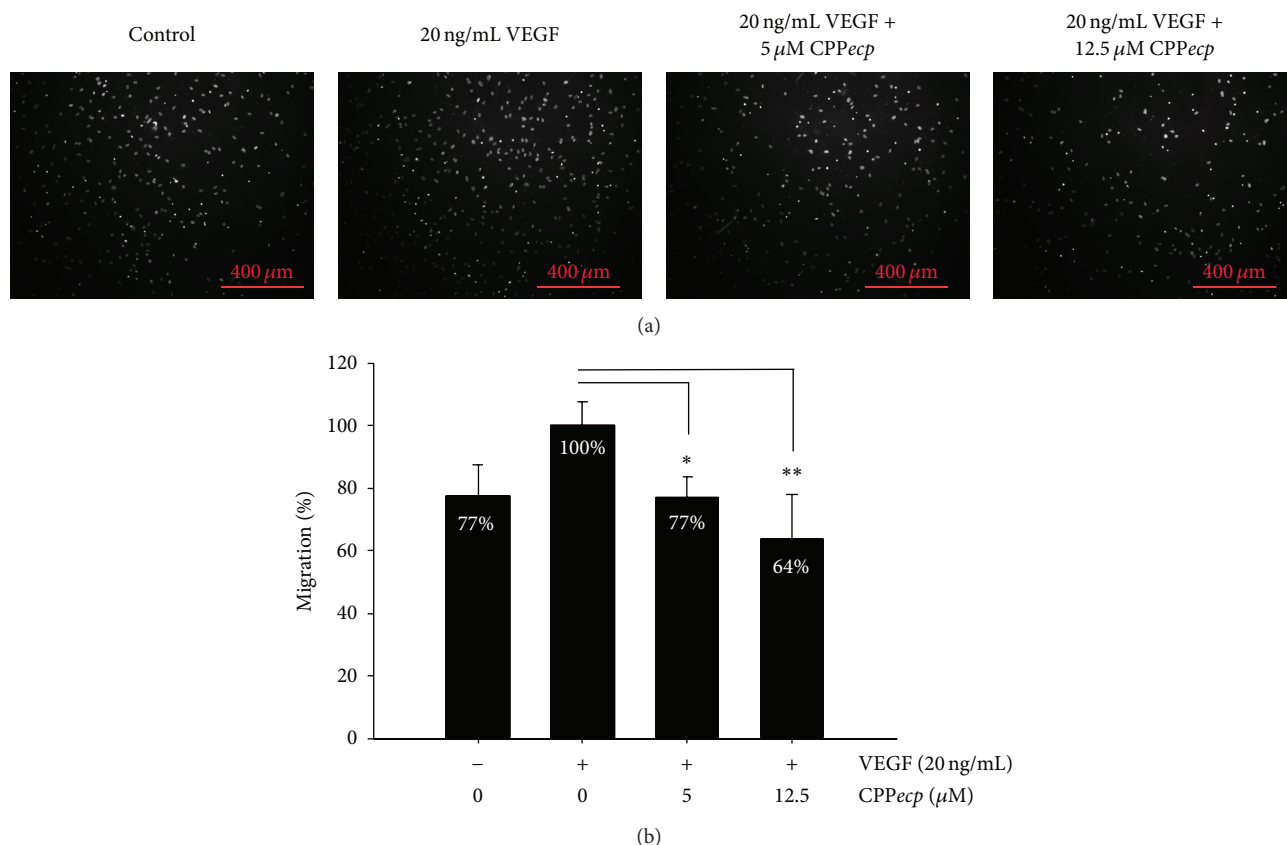 Control
20 ng/mL VEGF
20 ng/mL VEGF +
5 μM CPPecp
20 ng/mL VEGF +
12.5 μM CPPecp
400 μm
400 μm
400 μm
400 μm
(a)
120
100
80
60
40
20
0
Migration (%)
77%
100%
*
77%
**
64%
− + + + VEGF (20 ng/mL)
0 0 5 12.5 CPPecp (μM)
(b)